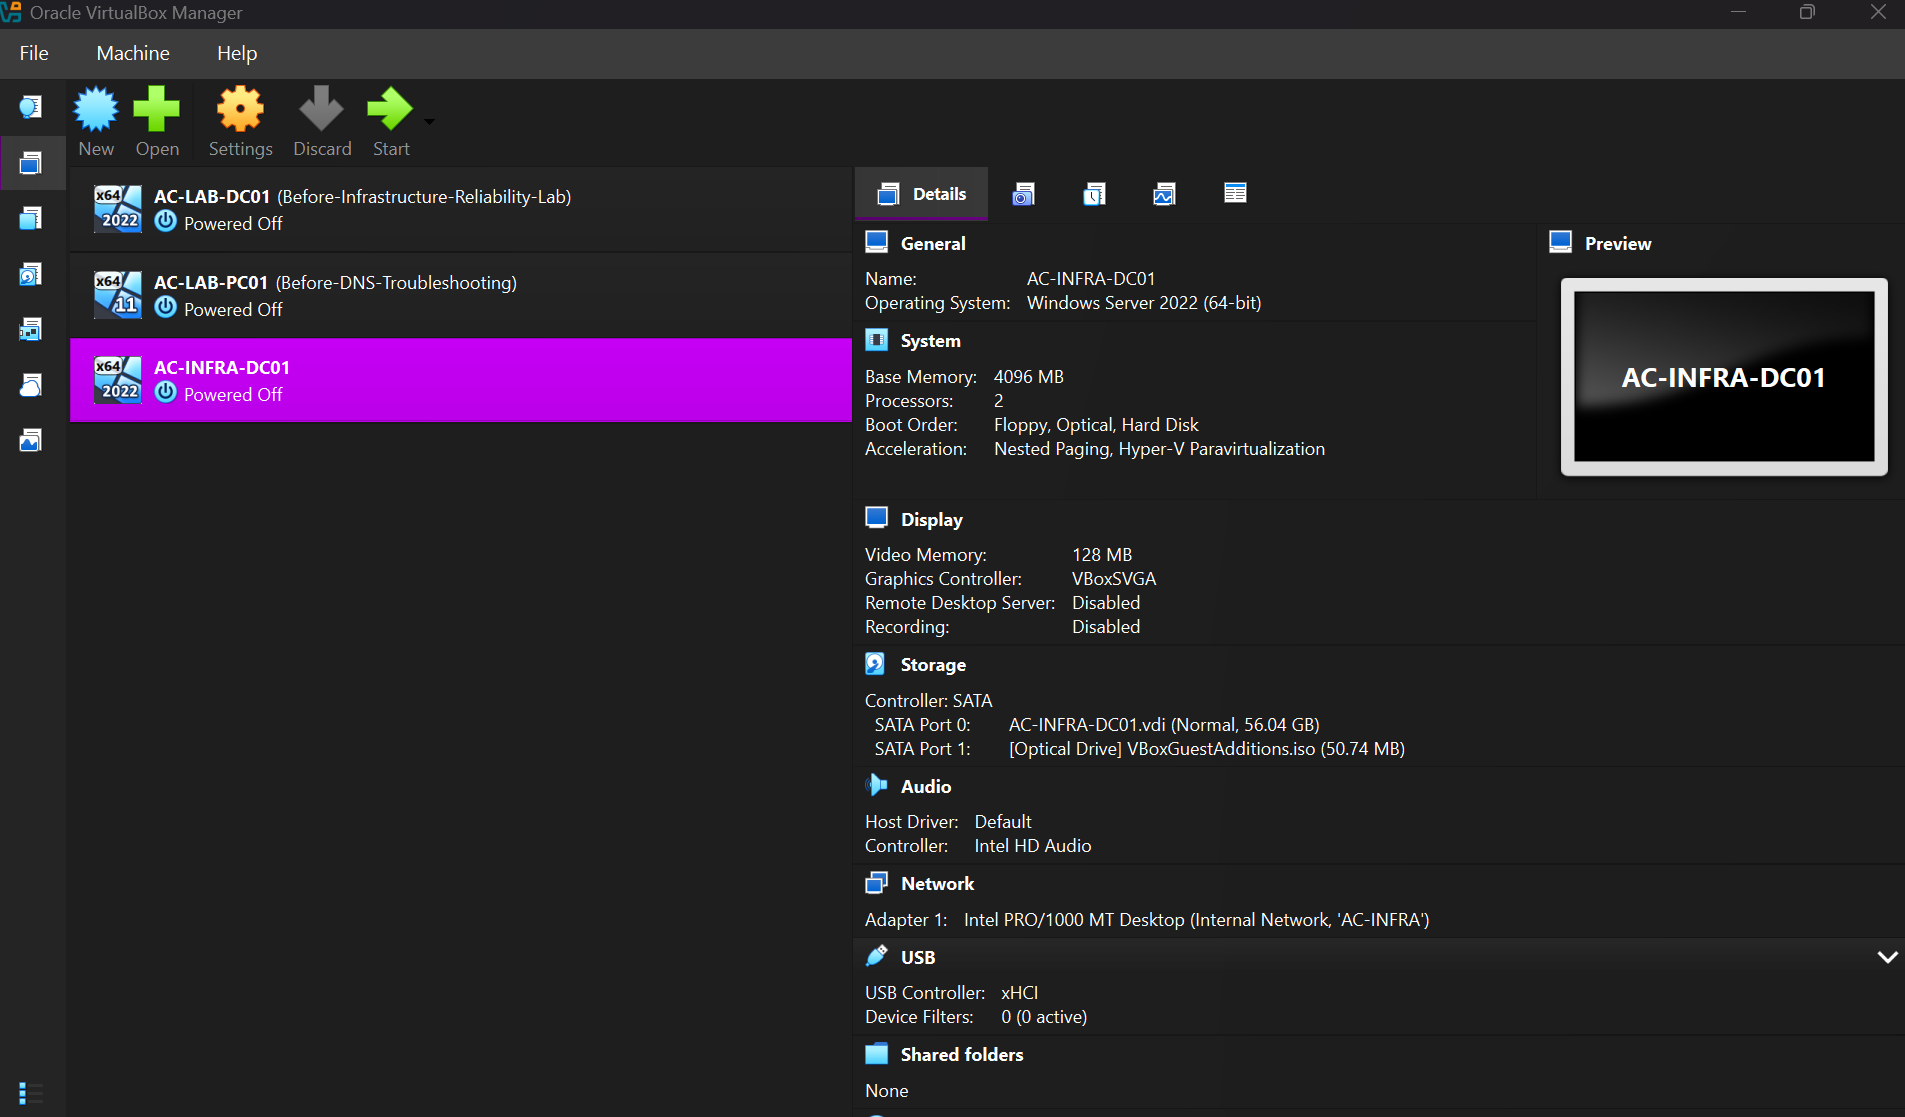 Oracle VirtualBox Manager
File Machine Help
New Open Settings Discard Start
x64 2022 AC-LAB-DC01 (Before-Infrastructure-Reliability-Lab)
Powered Off
x64 11 AC-LAB-PC01 (Before-DNS-Troubleshooting)
Powered Off
x64 2022 AC-INFRA-DC01
Powered Off
Details
General
Name: AC-INFRA-DC01
Operating System: Windows Server 2022 (64-bit)
Preview
AC-INFRA-DC01
System
Base Memory: 4096 MB
Processors: 2
Boot Order: Floppy, Optical, Hard Disk
Acceleration: Nested Paging, Hyper-V Paravirtualization
Display
Video Memory: 128 MB
Graphics Controller: VBoxSVGA
Remote Desktop Server: Disabled
Recording: Disabled
Storage
Controller: SATA
SATA Port 0: AC-INFRA-DC01.vdi (Normal, 56.04 GB)
SATA Port 1: [Optical Drive] VBoxGuestAdditions.iso (50.74 MB)
Audio
Host Driver: Default
Controller: Intel HD Audio
Network
Adapter 1: Intel PRO/1000 MT Desktop (Internal Network, 'AC-INFRA')
USB
USB Controller: xHCI
Device Filters: 0 (0 active)
Shared folders
None